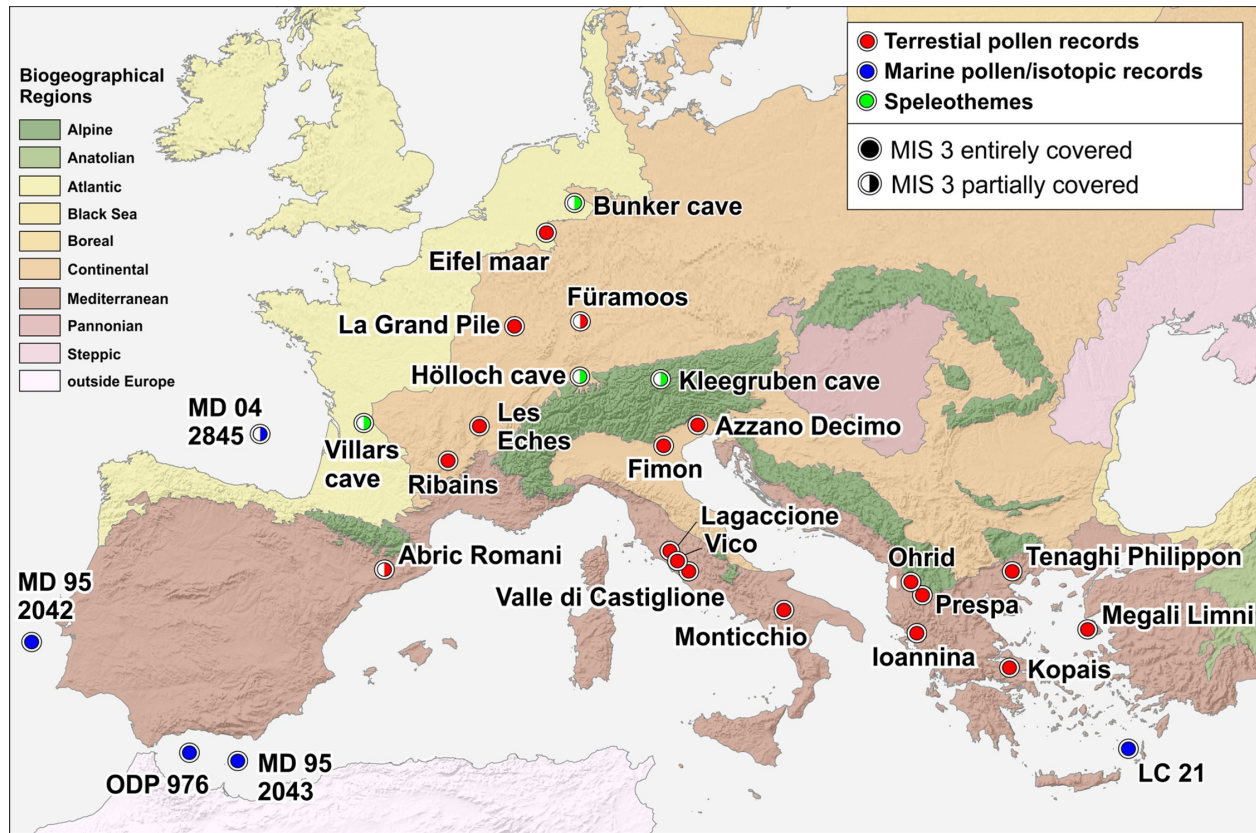 Terrestial pollen records
Marine pollen/isotopic records
Speleothemes
MIS 3 entirely covered
MIS 3 partially covered
Biogeographical
Regions
Alpine
Anatolian
Atlantic
Black Sea
Boreal
Continental
Mediterranean
Pannonian
Steppic
outside Europe
Bunker cave
Eifel maar
Füramoos
La Grand Pile
Hölloch cave
Kleegruben cave
MD 04
2845
Villars
cave
Les
Eches
Ribains
Azzano Decimo
Fimon
Lagaccione
Vico
Valle di Castiglione
Abric Romani
Monticchio
Ohrid
Prespa
Tenaghi Philippon
Megali Limni
Ioannina
Kopais
MD 95
2042
ODP 976
MD 95
2043
LC 21